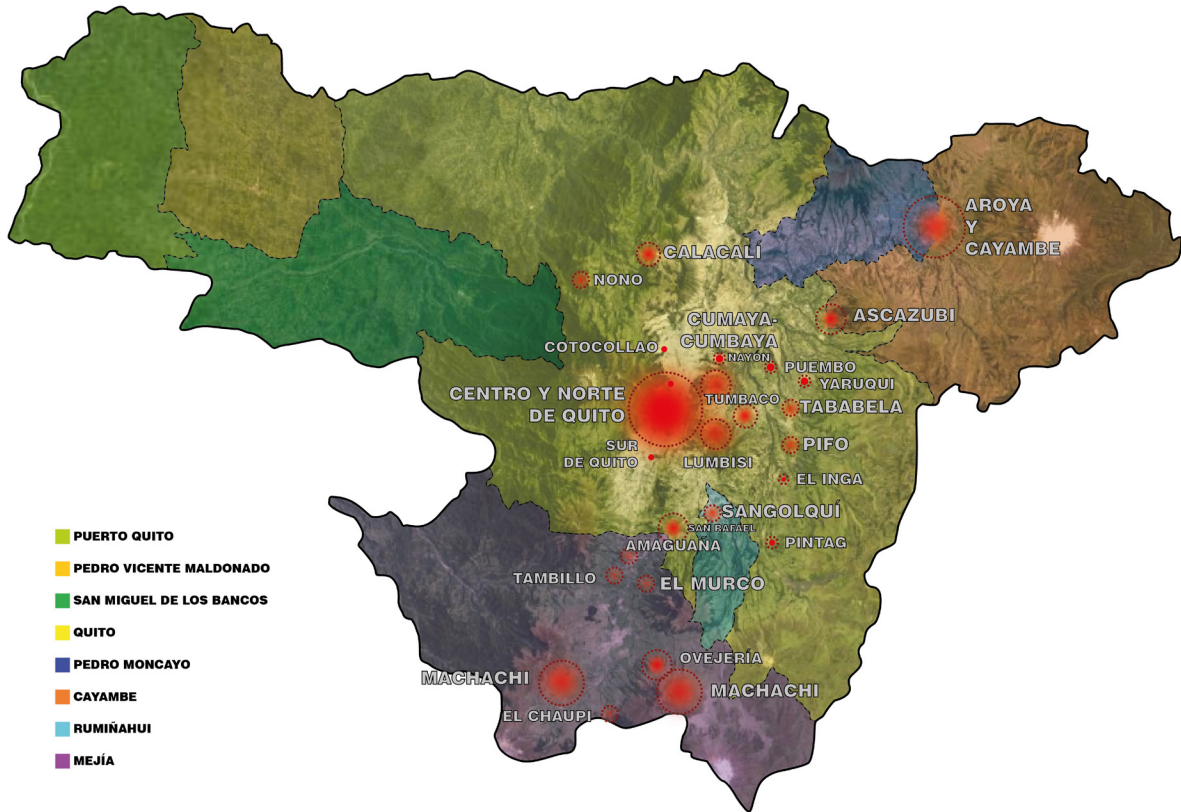 AROYA
Y
CAYAMBE
CALACALÍ
NONO
ASCAZUBI
CUMAYA-
CUMBAYA
COTOCOLLAO
NAYÓN
PUEMBO
YARUQUI
CENTRO Y NORTE
DE QUITO
TUMBACO
TABABELA
SUR
DE QUITO
LUMBISI
PIFO
EL INGA
SANGOLQUÍ
SAN RAFAEL
PINTAG
AMAGUANA
TAMBILLO
EL MURCO
OVEJERÍA
MACHACHI
MACHACHI
EL CHAUPI
PUERTO QUITO
PEDRO VICENTE MALDONADO
SAN MIGUEL DE LOS BANCOS
QUITO
PEDRO MONCAYO
CAYAMBE
RUMIÑAHUI
MEJÍA